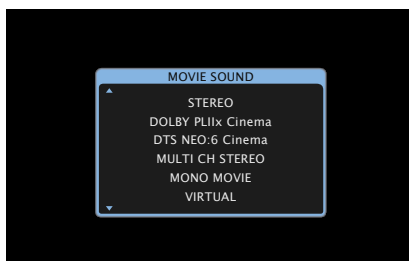 MOVIE SOUND
STEREO
DOLBY PLIIx Cinema
DTS NEO:6 Cinema
MULTI CH STEREO
MONO MOVIE
VIRTUAL